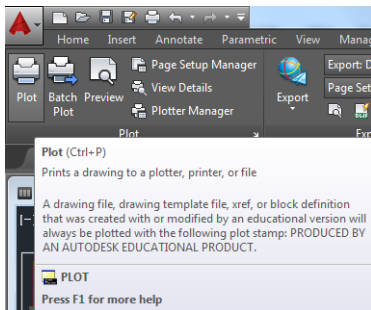 Home Insert Annotate Parametric View Mana
Plot
Batch Plot
Preview
Page Setup Manager
View Details
Plotter Manager
Export
Export: D
Page Set
Plot
Exp
Plot (Ctrl+P)
Prints a drawing to a plotter, printer, or file
A drawing file, drawing template file, xref, or block definition
that was created with or modified by an educational version will
always be plotted with the following plot stamp: PRODUCED BY
AN AUTODESK EDUCATIONAL PRODUCT.
PLOT
Press F1 for more help